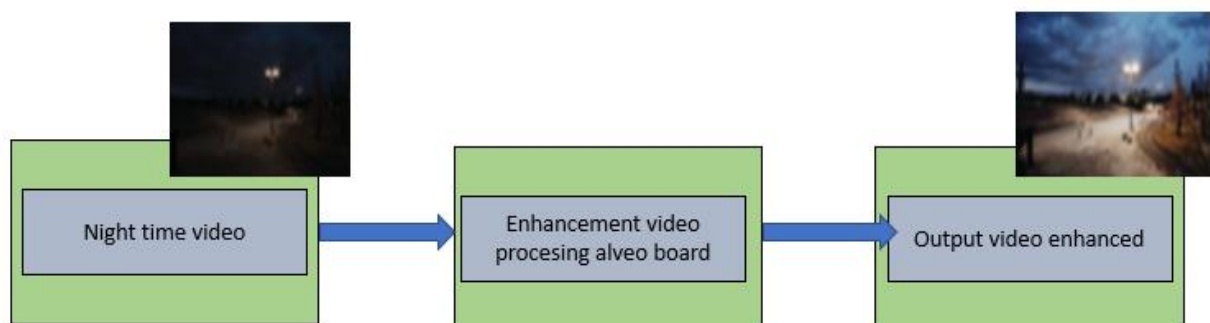 Night time video
Enhancement video
procesing alveo board
Output video enhanced